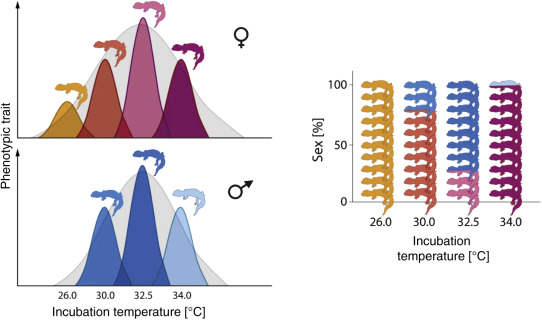 Phenotypic trait
♀
♂
26.0 30.0 32.5 34.0
Incubation temperature [°C]
Sex [%]
100
50
0
26.0 30.0 32.5 34.0
Incubation
temperature [°C]